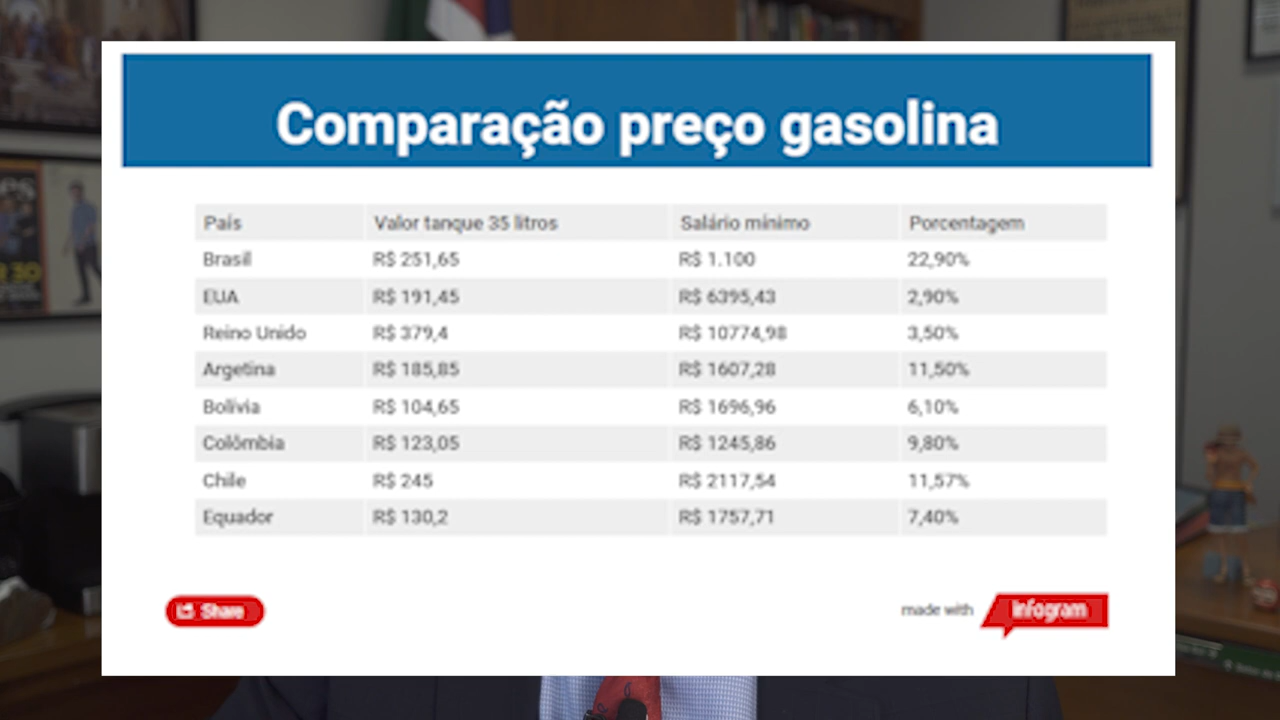 Comparação preço gasolina
País Valor tanque 35 litros Salário mínimo Porcentagem
Brasil R$ 251,65 R$ 1.100 22,90%
EUA R$ 191,45 R$ 6395,43 2,90%
Reino Unido R$ 379,4 R$ 10774,98 3,50%
Argetina R$ 185,85 R$ 1607,28 11,50%
Bolívia R$ 104,65 R$ 1696,96 6,10%
Colômbia R$ 123,05 R$ 1245,86 9,80%
Chile R$ 245 R$ 2117,54 11,57%
Equador R$ 130,2 R$ 1757,71 7,40%
Share
made with infogram